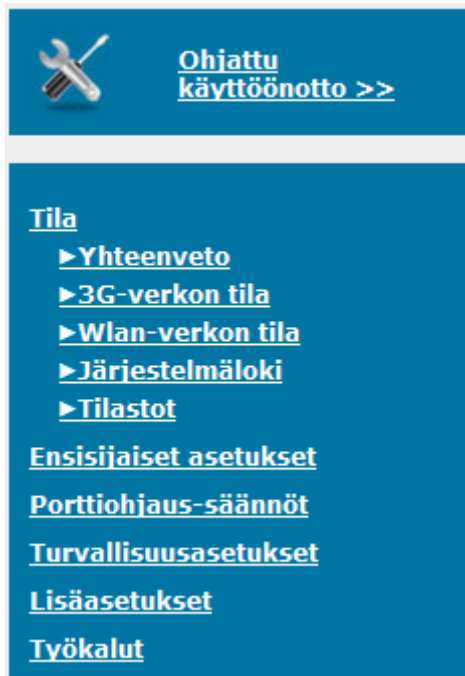 Ohjattu
käyttöönotto >>
Tila
►Yhteenveto
►3G-verkon tila
►Wlan-verkon tila
►Järjestelmäloki
►Tilastot
Ensisijaiset asetukset
Porttiohjaus-säännöt
Turvallisuusasetukset
Lisäasetukset
Työkalut